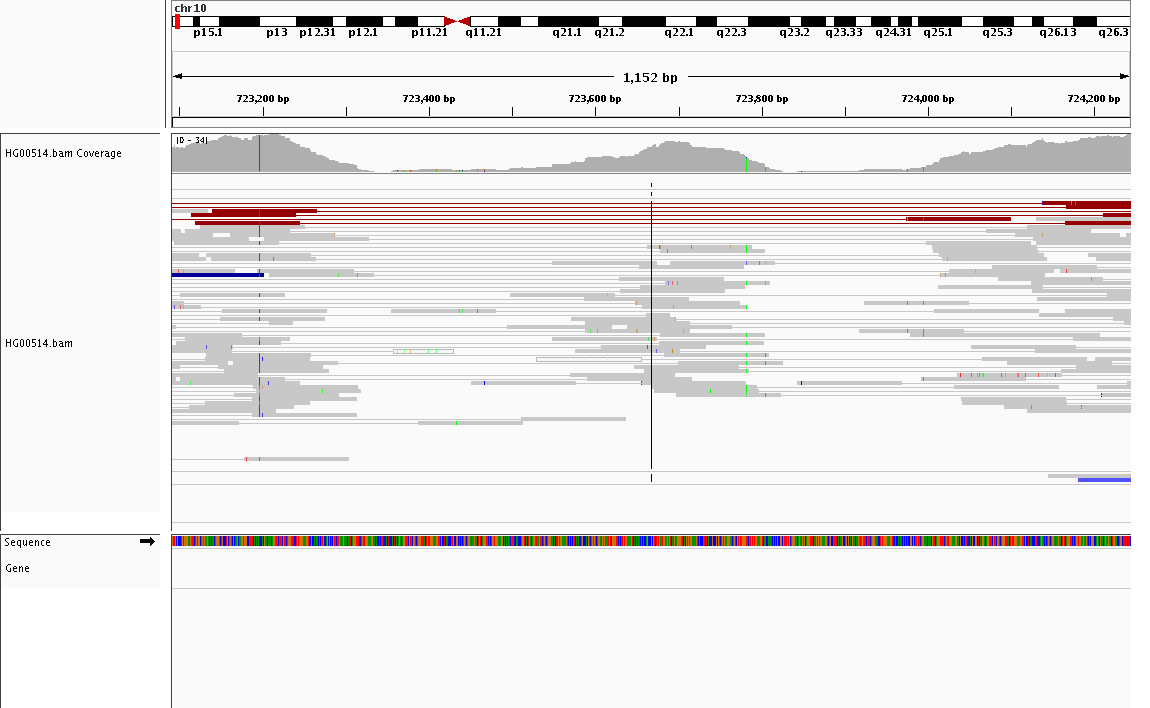 chr10
p15.1 p13 p12.31 p12.1 p11.21 q11.21 q21.1 q21.2 q22.1 q22.3 q23.2 q23.33 q24.31 q25.1 q25.3 q26.13 q26.3
1,152 bp
723,200 bp 723,400 bp 723,600 bp 723,800 bp 724,000 bp 724,200 bp
[0 - 34]
HG00514.bam Coverage
HG00514.bam
Sequence
Gene